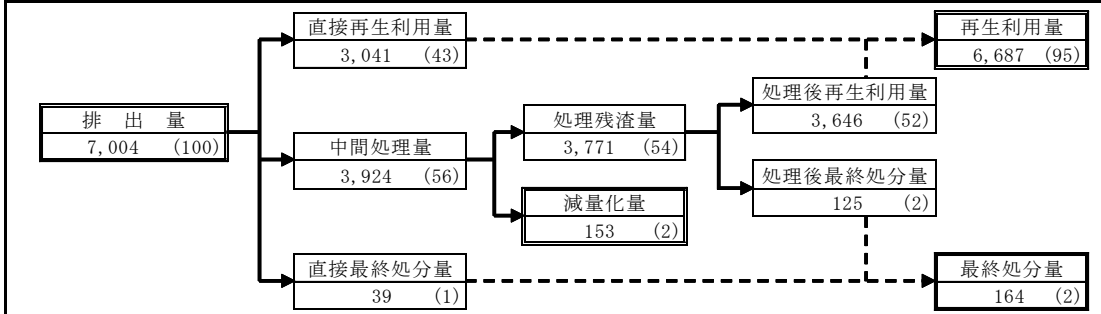 直接再生利用量
3,041 (43)
再生利用量
6,687 (95)
処理後再生利用量
3,646 (52)
排 出 量
7,004 (100)
処理残渣量
3,771 (54)
中間処理量
3,924 (56)
処理後最終処分量
125 (2)
減量化量
153 (2)
直接最終処分量
39 (1)
最終処分量
164 (2)